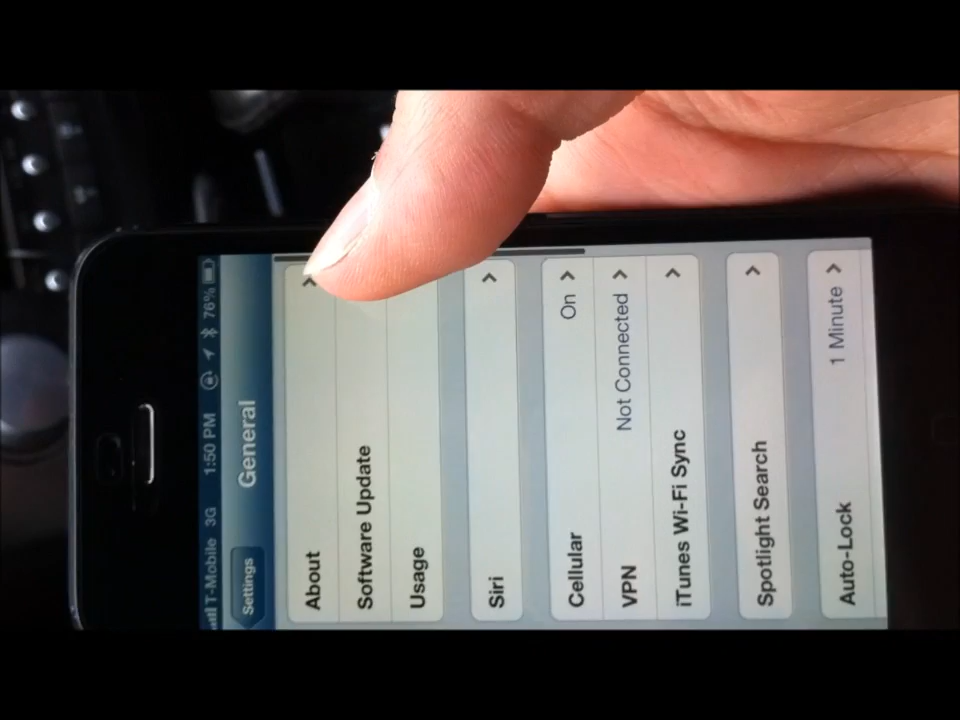 T-Mobile 3G 1:50 PM 76%
Settings General
About
Software Update
Usage
Siri
Cellular On
VPN Not Connected
iTunes Wi-Fi Sync
Spotlight Search
Auto-Lock 1 Minute